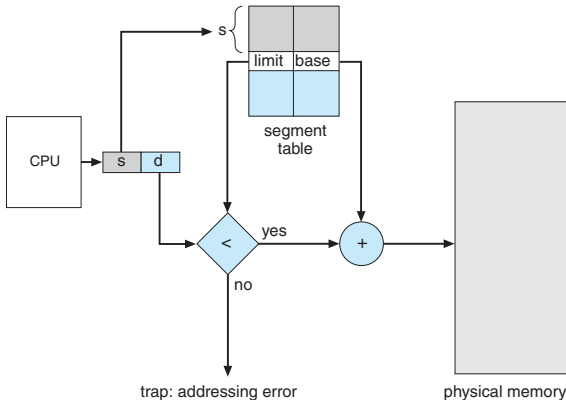 s
limit base
segment
table
CPU
s d
<
yes
+
no
trap: addressing error
physical memory